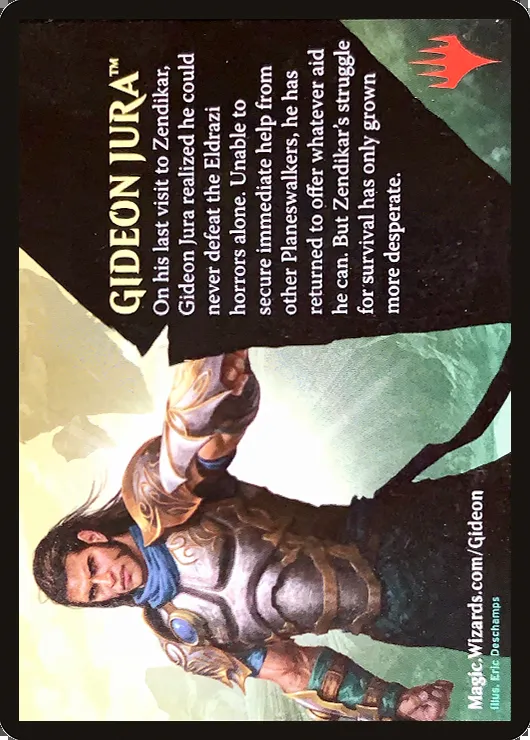 GIDEON JURA™
On his last visit to Zendikar,
Gideon Jura realized he could
never defeat the Eldrazi
horrors alone. Unable to
secure immediate help from
other Planeswalkers, he has
returned to offer whatever aid
he can. But Zendikar's struggle
for survival has only grown
more desperate.
Magic.Wizards.com/Gideon
Illus. Eric Deschamps